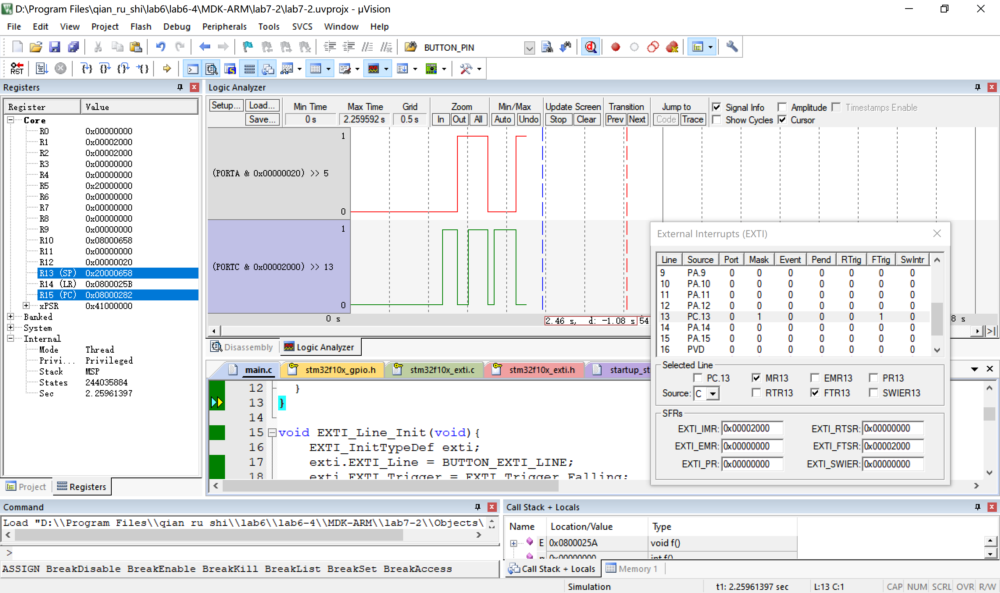 D:\Program Files\qian_ru_shi\lab6\lab6-4\MDK-ARM\lab7-2\lab7-2.uvprojx - µVision
File Edit View Project Flash Debug Peripherals Tools SVCS Window Help
BUTTON_PIN
RST
Registers
Register Value
Core
R0 0x00000000
R1 0x00002000
R2 0x00002000
R3 0x00000000
R4 0x00000000
R5 0x20000000
R6 0x00000000
R7 0x00000000
R8 0x00000000
R9 0x00000000
R10 0x08000658
R11 0x00000000
R12 0x00000020
R13 (SP) 0x20000658
R14 (LR) 0x0800025B
R15 (PC) 0x08000282
xPSR 0x41000000
Banked
System
Internal
Mode Thread
Privi... Privileged
Stack MSP
States 244035884
Sec 2.25961397
Project Registers
Logic Analyzer
Setup... Load... Min Time Max Time Grid Zoom Min/Max Update Screen Transition Jump to Signal Info Amplitude Timestamps Enable
Save... 0 s 2.259592 s 0.5 s In Out All Auto Undo Stop Clear Prev Next Code Trace Show Cycles Cursor
1
(PORTA & 0x00000020) >> 5
0
1
(PORTC & 0x00002000) >> 13
0
0 s 2.46 s, d: -1.08 s 54 8 s
Disassembly Logic Analyzer
main.c stm32f10x_gpio.h stm32f10x_exti.c stm32f10x_exti.h startup_st
12 }
13 }
14
15 void EXTI_Line_Init(void){
16 EXTI_InitTypeDef exti;
17 exti.EXTI_Line = BUTTON_EXTI_LINE;
18 exti.EXTI_Trigger = EXTI_Trigger_Falling;
External Interrupts (EXTI)
Line Source Port Mask Event Pend RTrig FTrig SwIntr
9 PA.9 0 0 0 0 0 0 0
10 PA.10 0 0 0 0 0 0 0
11 PA.11 0 0 0 0 0 0 0
12 PA.12 0 0 0 0 0 0 0
13 PC.13 0 1 0 0 0 1 0
14 PA.14 0 0 0 0 0 0 0
15 PA.15 0 0 0 0 0 0 0
16 PVD 0 0 0 0 0 0 0
Selected Line
PC.13 MR13 EMR13 PR13
Source: C RTR13 FTR13 SWIER13
SFRs
EXTI_IMR: 0x00002000 EXTI_RTSR: 0x00000000
EXTI_EMR: 0x00000000 EXTI_FTSR: 0x00002000
EXTI_PR: 0x00000000 EXTI_SWIER: 0x00000000
Command
Load "D:\\Program Files\\qian ru shi\\lab6\\lab6-4\\MDK-ARM\\lab7-2\\Objects\
>
ASSIGN BreakDisable BreakEnable BreakKill BreakList BreakSet BreakAccess
Call Stack + Locals
Name Location/Value Type
E 0x0800025A void f()
0x00000000 int f()
Call Stack + Locals Memory 1
Simulation t1: 2.25961397 sec L:13 C:1 CAP NUM SCRL OVR R/W